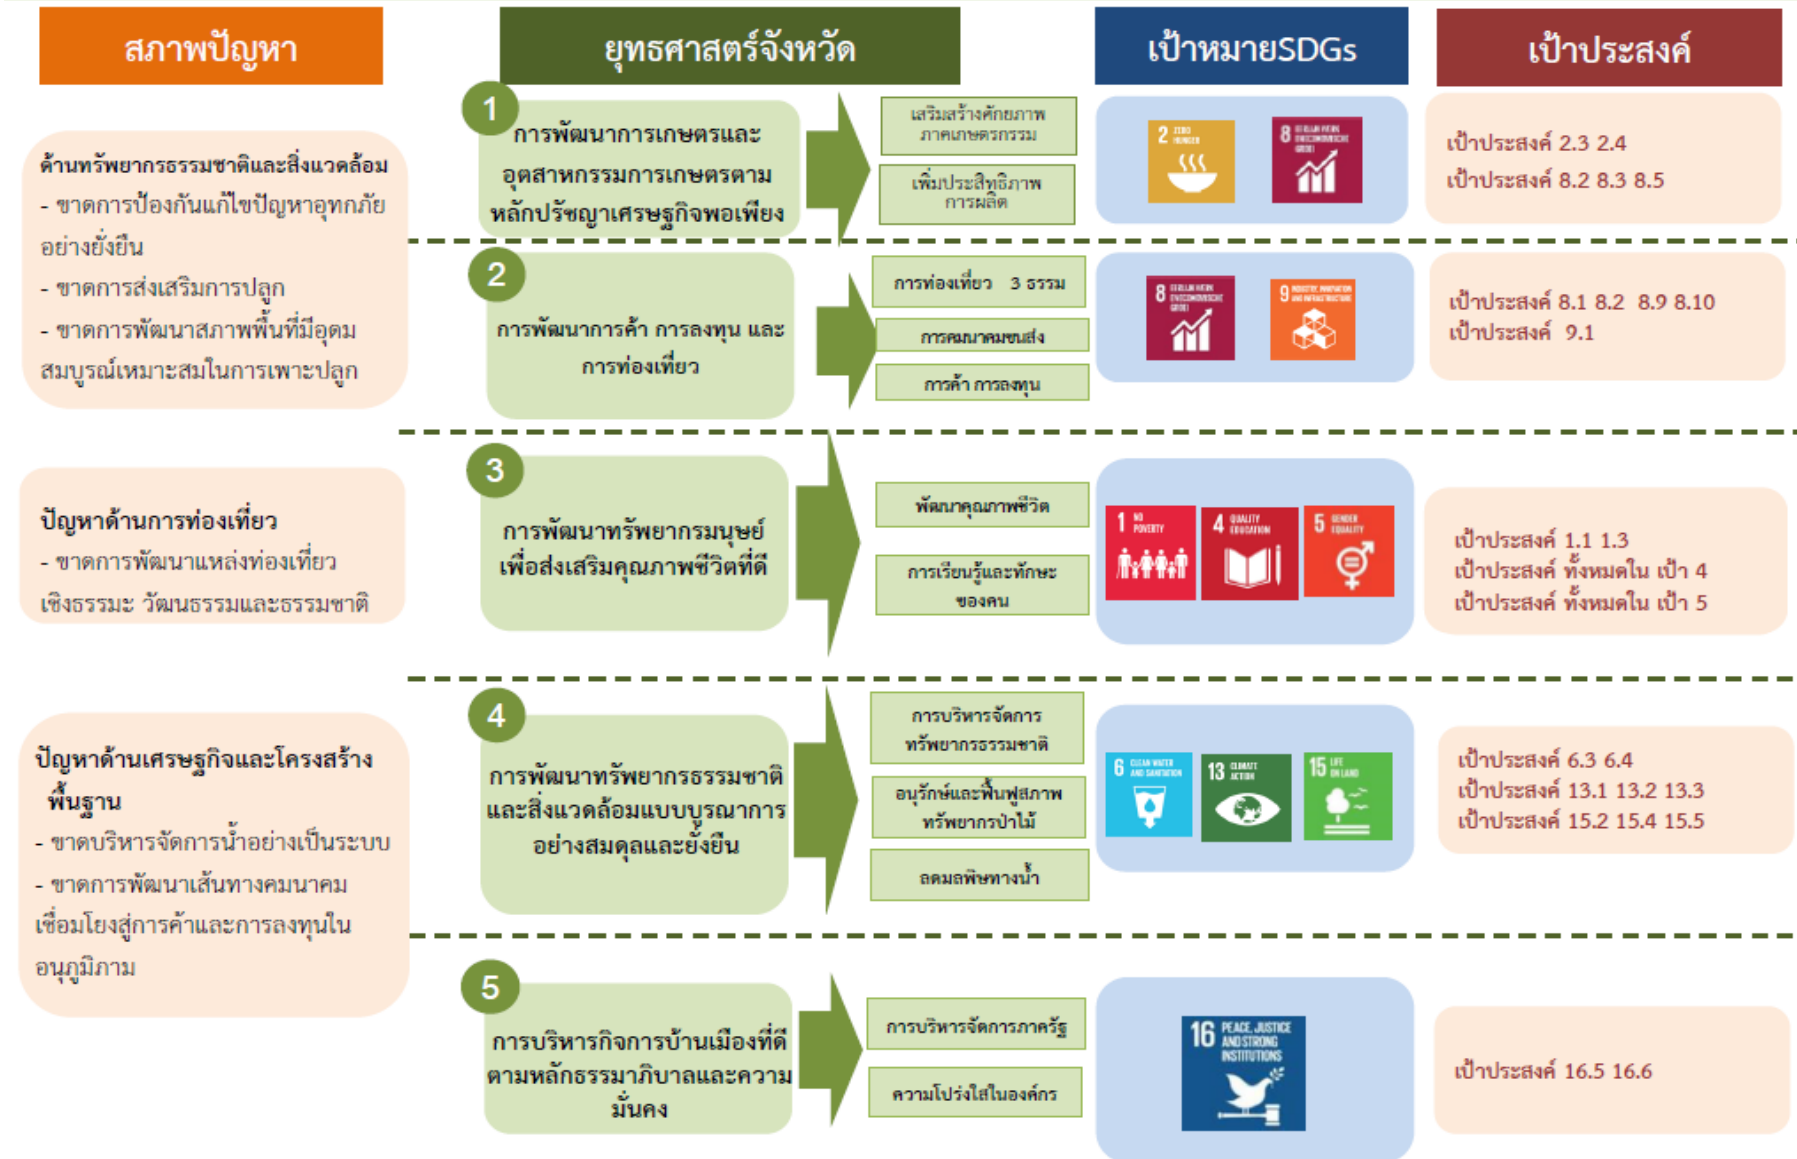 สภาพปัญหา
ยุทธศาสตร์จังหวัด
เป้าหมายSDGs
เป้าประสงค์
ด้านทรัพยากรธรรมชาติและสิ่งแวดล้อม
- ขาดการป้องกันแก้ไขปัญหาอุทกภัย
อย่างยั่งยืน
- ขาดการส่งเสริมการปลูก
- ขาดการพัฒนาสภาพพื้นที่มีอุดม
สมบูรณ์เหมาะสมในการเพาะปลูก
ปัญหาด้านการท่องเที่ยว
- ขาดการพัฒนาแหล่งท่องเที่ยว
เชิงธรรมะ วัฒนธรรมและธรรมชาติ
ปัญหาด้านเศรษฐกิจและโครงสร้าง
พื้นฐาน
- ขาดบริหารจัดการน้ำอย่างเป็นระบบ
- ขาดการพัฒนาเส้นทางคมนาคม
เชื่อมโยงสู่การค้าและการลงทุนใน
อนุภูมิภาม
1
การพัฒนาการเกษตรและ
อุตสาหกรรมการเกษตรตาม
หลักปรัชญาเศรษฐกิจพอเพียง
เสริมสร้างศักยภาพ
ภาคเกษตรกรรม
เพิ่มประสิทธิภาพ
การผลิต
2 ZERO
HUNGER
8
เป้าประสงค์ 2.3 2.4
เป้าประสงค์ 8.2 8.3 8.5
2
การพัฒนาการค้า การลงทุน และ
การท่องเที่ยว
การท่องเที่ยว 3 ธรรม
การคมนาคมขนส่ง
การค้า การลงทุน
8
9 INDUSTRY, INNOVATION
AND INFRASTRUCTURE
เป้าประสงค์ 8.1 8.2 8.9 8.10
เป้าประสงค์ 9.1
3
การพัฒนาทรัพยากรมนุษย์
เพื่อส่งเสริมคุณภาพชีวิตที่ดี
พัฒนาคุณภาพชีวิต
การเรียนรู้และทักษะ
ของคน
1 NO
POVERTY
4 QUALITY
EDUCATION
5 GENDER
EQUALITY
เป้าประสงค์ 1.1 1.3
เป้าประสงค์ ทั้งหมดใน เป้า 4
เป้าประสงค์ ทั้งหมดใน เป้า 5
4
การพัฒนาทรัพยากรธรรมชาติ
และสิ่งแวดล้อมแบบบูรณาการ
อย่างสมดุลและยั่งยืน
การบริหารจัดการ
ทรัพยากรธรรมชาติ
อนุรักษ์และฟื้นฟูสภาพ
ทรัพยากรป่าไม้
ลดมลพิษทางน้ำ
6 CLEAN WATER
AND SANITATION
13 CLIMATE
ACTION
15 LIFE
ON LAND
เป้าประสงค์ 6.3 6.4
เป้าประสงค์ 13.1 13.2 13.3
เป้าประสงค์ 15.2 15.4 15.5
5
การบริหารกิจการบ้านเมืองที่ดี
ตามหลักธรรมาภิบาลและความ
มั่นคง
การบริหารจัดการภาครัฐ
ความโปร่งใสในองค์กร
16 PEACE, JUSTICE
AND STRONG
INSTITUTIONS
เป้าประสงค์ 16.5 16.6